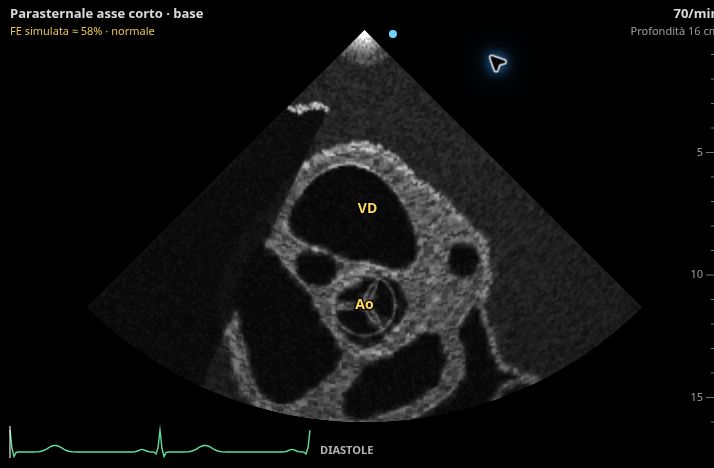 Parasternale asse corto · base
70/min
FE simulata ≈ 58% · normale
Profondità 16 cm
5
VD
10
Ao
15
DIASTOLE